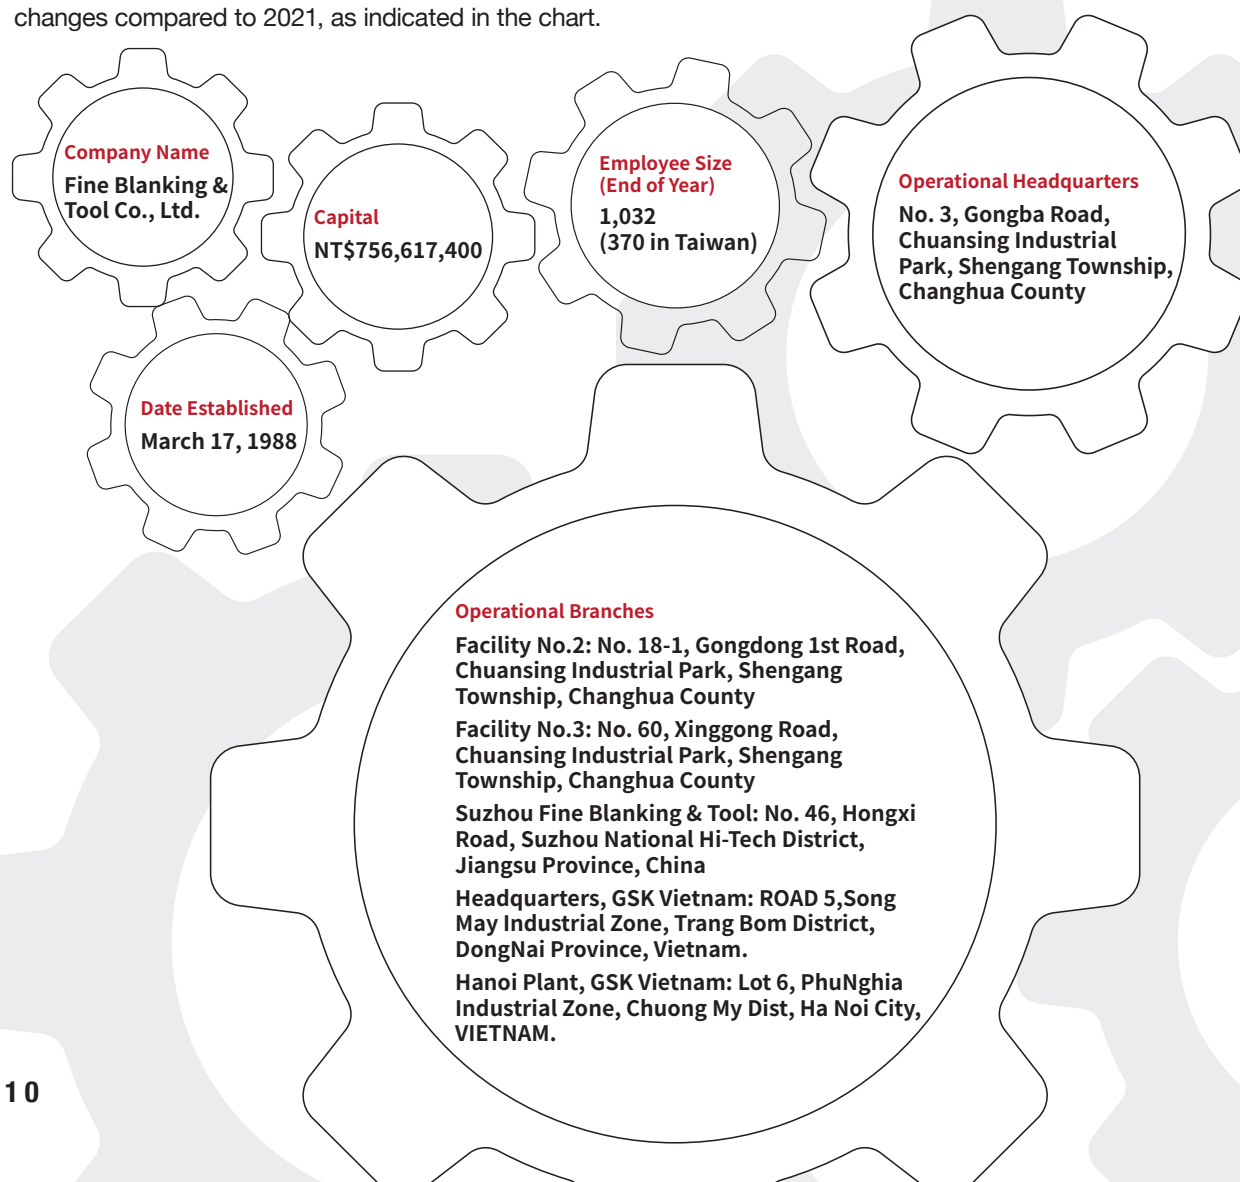 changes compared to 2021, as indicated in the chart.
Company Name
Fine Blanking &
Tool Co., Ltd.
Capital
NT$756,617,400
Employee Size
(End of Year)
1,032
(370 in Taiwan)
Operational Headquarters
No. 3, Gongba Road,
Chuansing Industrial
Park, Shengang Township,
Changhua County
Date Established
March 17, 1988
Operational Branches
Facility No.2: No. 18-1, Gongdong 1st Road,
Chuansing Industrial Park, Shengang
Township, Changhua County
Facility No.3: No. 60, Xinggong Road,
Chuansing Industrial Park, Shengang
Township, Changhua County
Suzhou Fine Blanking & Tool: No. 46, Hongxi
Road, Suzhou National Hi-Tech District,
Jiangsu Province, China
Headquarters, GSK Vietnam: ROAD 5,Song
May Industrial Zone, Trang Bom District,
DongNai Province, Vietnam.
Hanoi Plant, GSK Vietnam: Lot 6, PhuNghia
Industrial Zone, Chuong My Dist, Ha Noi City,
VIETNAM.
10